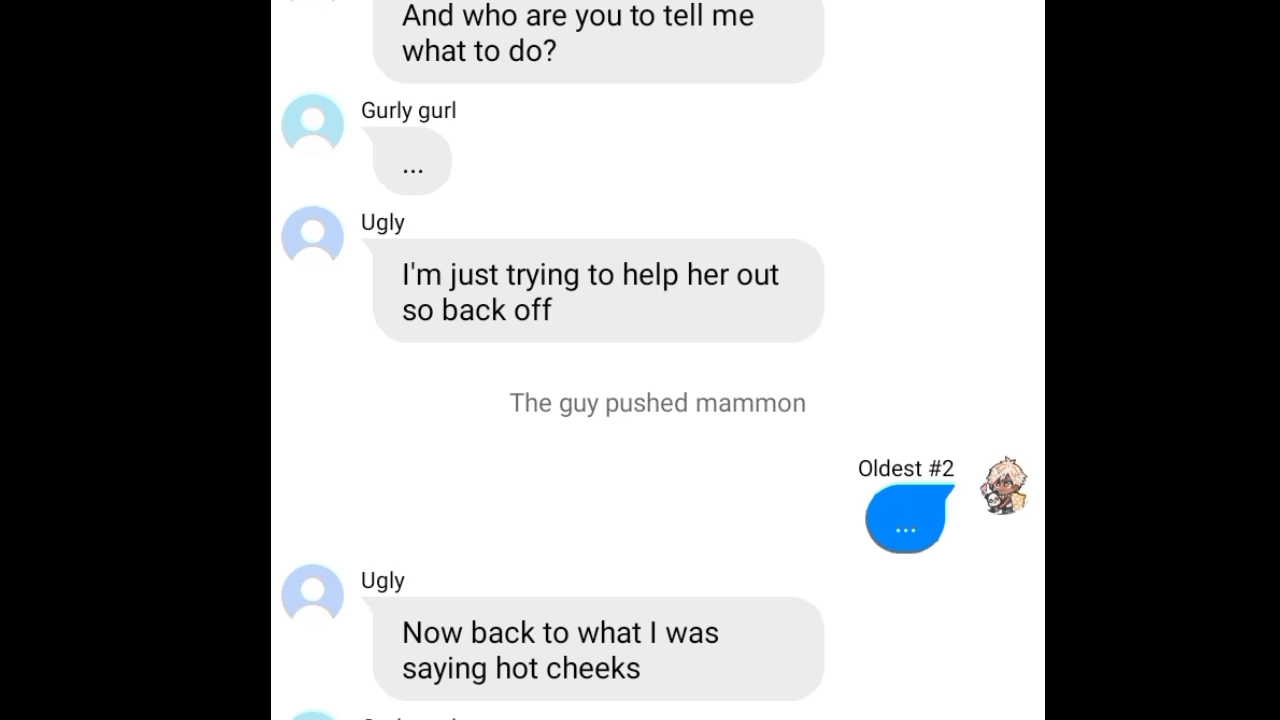 And who are you to tell me
what to do?
Gurly gurl
...
Ugly
I'm just trying to help her out
so back off
The guy pushed mammon
Oldest #2
...
Ugly
Now back to what I was
saying hot cheeks